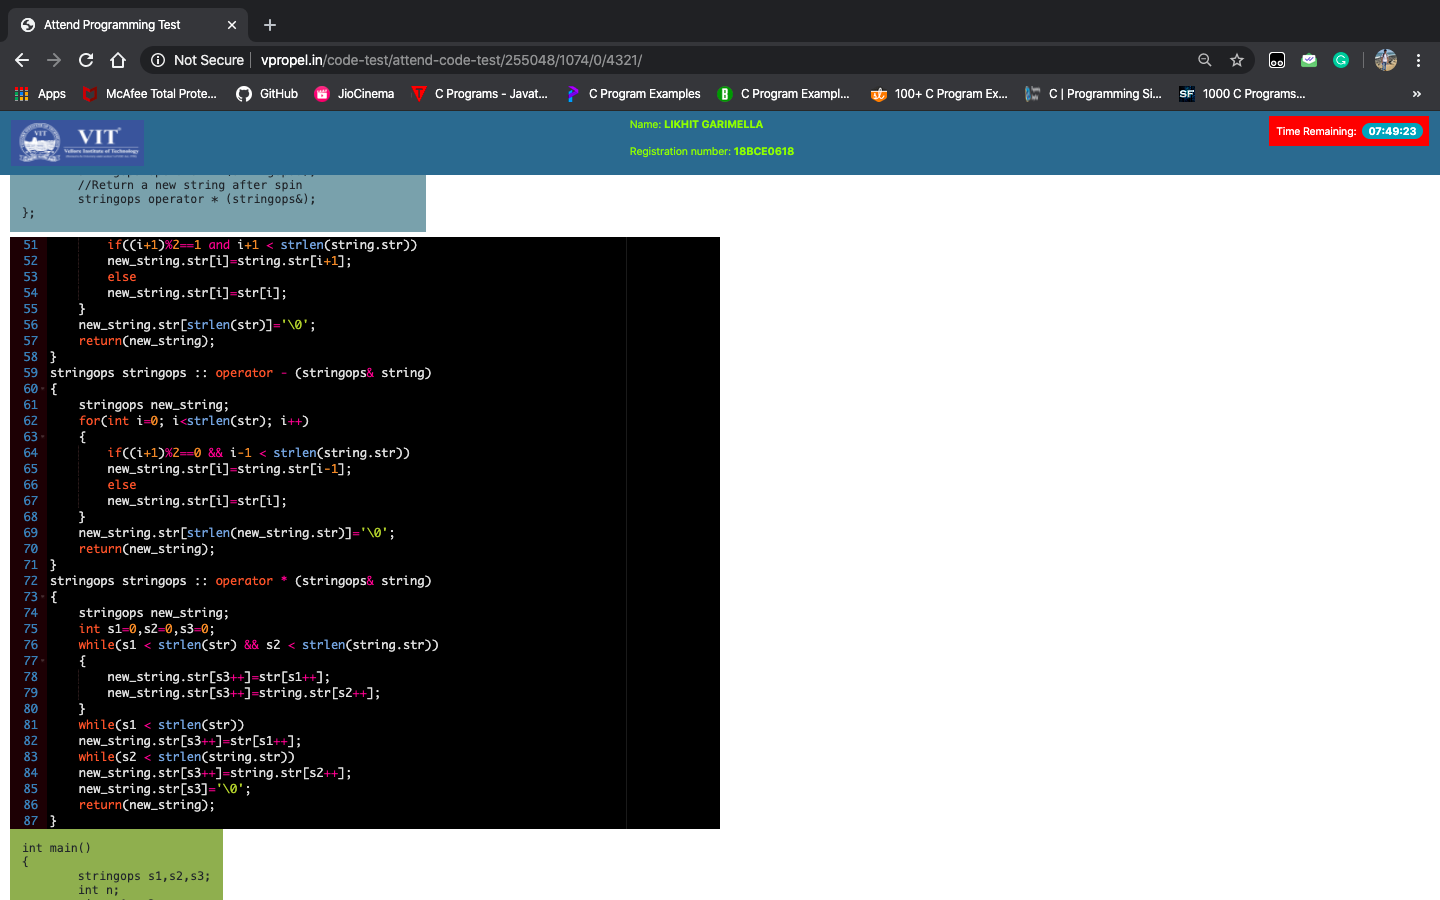 Attend Programming Test
Not Secure | vpropel.in/code-test/attend-code-test/255048/1074/0/4321/
Apps
McAfee Total Prote...
GitHub
JioCinema
C Programs - Javat...
C Program Examples
C Program Exampl...
100+ C Program Ex...
C | Programming Si...
SF
1000 C Programs...
»
VIT
VIT
Vellore Institute of Technology
Name: LIKHIT GARIMELLA
Registration number: 18BCE0618
Time Remaining: 07:49:23
//Return a new string after spin
stringops operator * (stringops&);
};
51 if((i+1)%2==1 and i+1 < strlen(string.str))
52 new_string.str[i]=string.str[i+1];
53 else
54 new_string.str[i]=str[i];
55 }
56 new_string.str[strlen(str)]='\0';
57 return(new_string);
58 }
59 stringops stringops :: operator - (stringops& string)
60 {
61 stringops new_string;
62 for(int i=0; i<strlen(str); i++)
63 {
64 if((i+1)%2==0 && i-1 < strlen(string.str))
65 new_string.str[i]=string.str[i-1];
66 else
67 new_string.str[i]=str[i];
68 }
69 new_string.str[strlen(new_string.str)]='\0';
70 return(new_string);
71 }
72 stringops stringops :: operator * (stringops& string)
73 {
74 stringops new_string;
75 int s1=0,s2=0,s3=0;
76 while(s1 < strlen(str) && s2 < strlen(string.str))
77 {
78 new_string.str[s3++]=str[s1++];
79 new_string.str[s3++]=string.str[s2++];
80 }
81 while(s1 < strlen(str))
82 new_string.str[s3++]=str[s1++];
83 while(s2 < strlen(string.str))
84 new_string.str[s3++]=string.str[s2++];
85 new_string.str[s3]='\0';
86 return(new_string);
87 }
int main()
{
stringops s1,s2,s3;
int n;